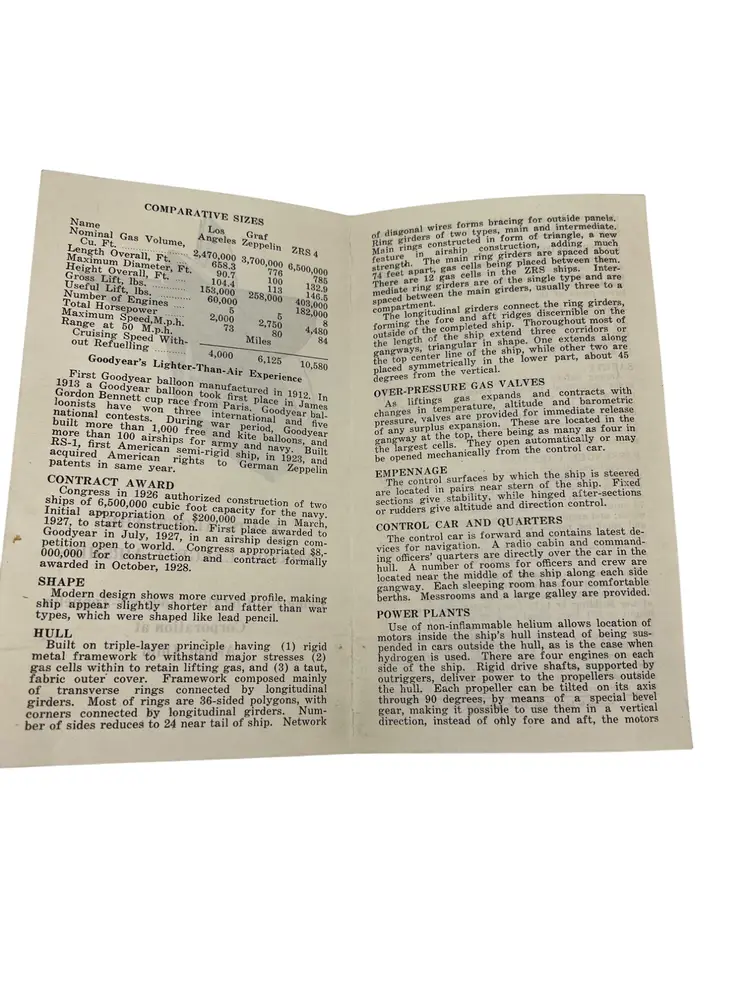 COMPARATIVE SIZES
Name Los Angeles Graf Zeppelin ZRS 4
Nominal Gas Volume,
Cu. Ft. .......... 2,470,000 3,700,000 6,500,000
Length Overall, Ft. ..... 658.3 776 785
Maximum Diameter, Ft. 90.7 100 132.9
Height Overall, Ft. ..... 104.4 113 146.5
Gross Lift, lbs. .......... 153,000 258,000 403,000
Useful Lift, lbs. .......... 60,000 182,000
Number of Engines .... 5 5 8
Total Horsepower ..... 2,000 2,750 4,480
Maximum Speed,M.p.h. 73 80 84
Range at 50 M.p.h. Miles
Cruising Speed With-
out Refuelling .......... 4,000 6,125 10,580
Goodyear's Lighter-Than-Air Experience
First Goodyear balloon manufactured in 1912. In
1913 a Goodyear balloon took first place in James
Gordon Bennett cup race from Paris. Goodyear bal-
loonists have won three international and five
national contests. During war period, Goodyear
built more than 1,000 free and kite balloons, and
more than 100 airships for army and navy. Built
RS-1, first American semi-rigid ship, in 1923, and
acquired American rights to German Zeppelin
patents in same year.
CONTRACT AWARD
Congress in 1926 authorized construction of two
ships of 6,500,000 cubic foot capacity for the navy.
Initial appropriation of $200,000 made in March,
1927, to start construction. First place awarded to
Goodyear in July, 1927, in an airship design com-
petition open to world. Congress appropriated $8,-
000,000 for construction and contract formally
awarded in October, 1928.
SHAPE
Modern design shows more curved profile, making
ship appear slightly shorter and fatter than war
types, which were shaped like lead pencil.
HULL
Built on triple-layer principle having (1) rigid
metal framework to withstand major stresses (2)
gas cells within to retain lifting gas, and (3) a taut,
fabric outer cover. Framework composed mainly
of transverse rings connected by longitudinal
girders. Most of rings are 36-sided polygons, with
corners connected by longitudinal girders. Num-
ber of sides reduces to 24 near tail of ship. Network
of diagonal wires forms bracing for outside panels.
Ring girders of two types, main and intermediate.
Main rings constructed in form of triangle, a new
feature in airship construction, adding much
strength. The main ring girders are spaced about
74 feet apart, gas cells being placed between them.
There are 12 gas cells in the ZRS ships. Inter-
mediate ring girders are of the single type and are
spaced between the main girders, usually three to a
compartment.
The longitudinal girders connect the ring girders,
forming the fore and aft ridges discernible on the
outside of the completed ship. Thoroughout most of
the length of the ship extend three corridors or
gangways, triangular in shape. One extends along
the top center line of the ship, while other two are
placed symmetrically in the lower part, about 45
degrees from the vertical.
OVER-PRESSURE GAS VALVES
As liftings gas expands and contracts with
changes in temperature, altitude and barometric
pressure, valves are provided for immediate release
of any surplus expansion. These are located in the
gangway at the top, there being as many as four in
the largest cells. They open automatically or may
be opened mechanically from the control car.
EMPENNAGE
The control surfaces by which the ship is steered
are located in pairs near stern of the ship. Fixed
sections give stability, while hinged after-sections
or rudders give altitude and direction control.
CONTROL CAR AND QUARTERS
The control car is forward and contains latest de-
vices for navigation. A radio cabin and command-
ing officers' quarters are directly over the car in the
hull. A number of rooms for officers and crew are
located near the middle of the ship along each side
gangway. Each sleeping room has four comfortable
berths. Messrooms and a large galley are provided.
POWER PLANTS
Use of non-inflammable helium allows location of
motors inside the ship's hull instead of being sus-
pended in cars outside the hull, as is the case when
hydrogen is used. There are four engines on each
side of the ship. Rigid drive shafts, supported by
outriggers, deliver power to the propellers outside
the hull. Each propeller can be tilted on its axis
through 90 degrees, by means of a special bevel
gear, making it possible to use them in a vertical
direction, instead of only fore and aft, the motors